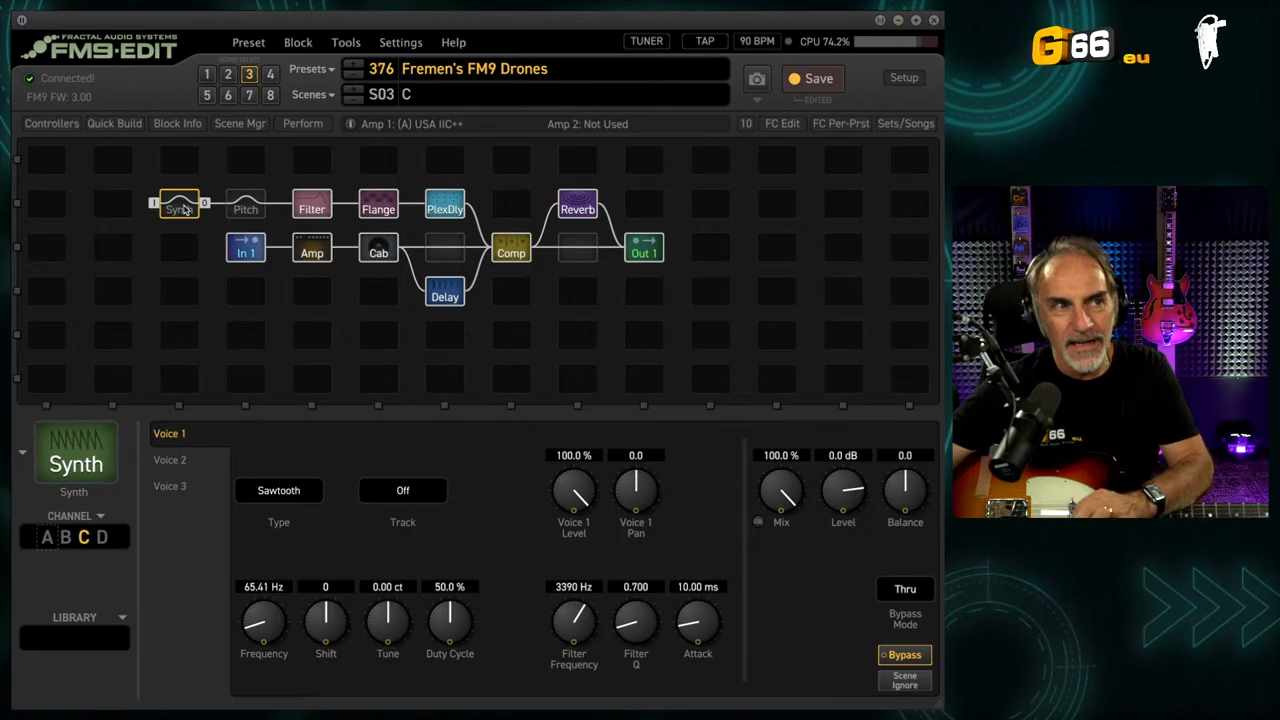 FRACTAL AUDIO SYSTEMS
FM9-EDIT
Preset
Block
Tools
Settings
Help
TUNER
TAP
90 BPM
CPU 74.2%
Connected!
FM9 FW: 3.00
SCENE SELECT
1 2 3 4
5 6 7 8
Presets
376 Fremen's FM9 Drones
Scenes
S03 C
Save
EDITED
Setup
Controllers
Quick Build
Block Info
Scene Mgr
Perform
Amp 1: (A) USA IIC++
Amp 2: Not Used
10
FC Edit
FC Per-Prst
Sets/Songs
I Synth O
Pitch
Filter
Flange
PlexDly
Reverb
In 1
Amp
Cab
Comp
Out 1
Delay
Synth
Synth
CHANNEL
A B C D
LIBRARY
Voice 1
Voice 2
Voice 3
Sawtooth
Type
Off
Track
100.0 %
Voice 1 Level
0.0
Voice 1 Pan
100.0 %
Mix
0.0 dB
Level
0.0
Balance
65.41 Hz
Frequency
0
Shift
0.00 ct
Tune
50.0 %
Duty Cycle
3390 Hz
Filter Frequency
0.700
Filter Q
10.00 ms
Attack
Thru
Bypass Mode
Bypass
Scene Ignore
G66
eu